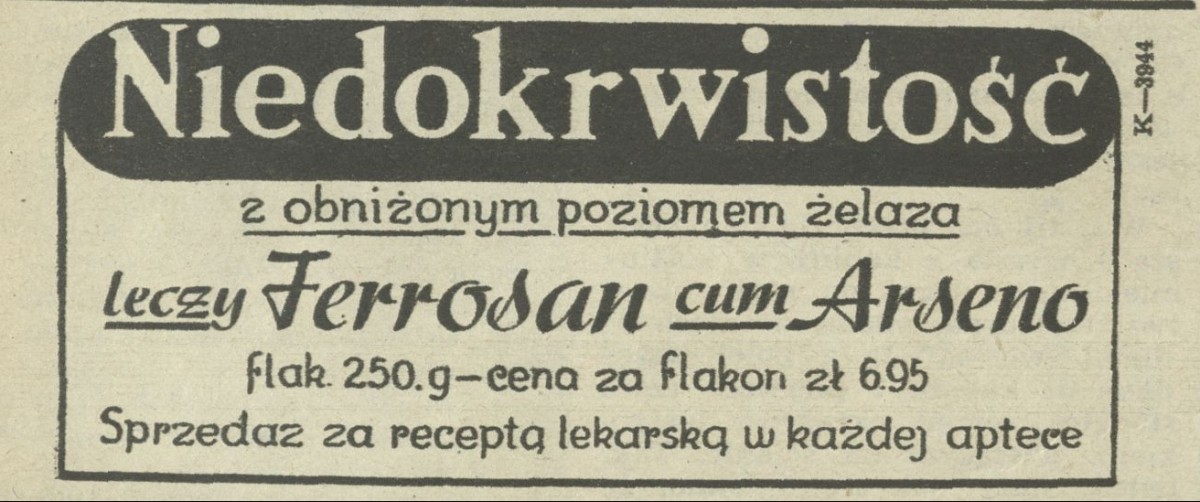 Niedokrwistość
z obniżonym poziomem żelaza
leczy Ferrosan cum Arseno
flak. 250.g-cena za flakon zł 6.95
Sprzedaz za receptą lekarską w każdej aptece
K-3944